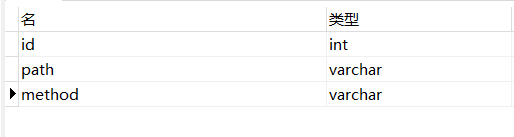 名 类型
id int
path varchar
method varchar